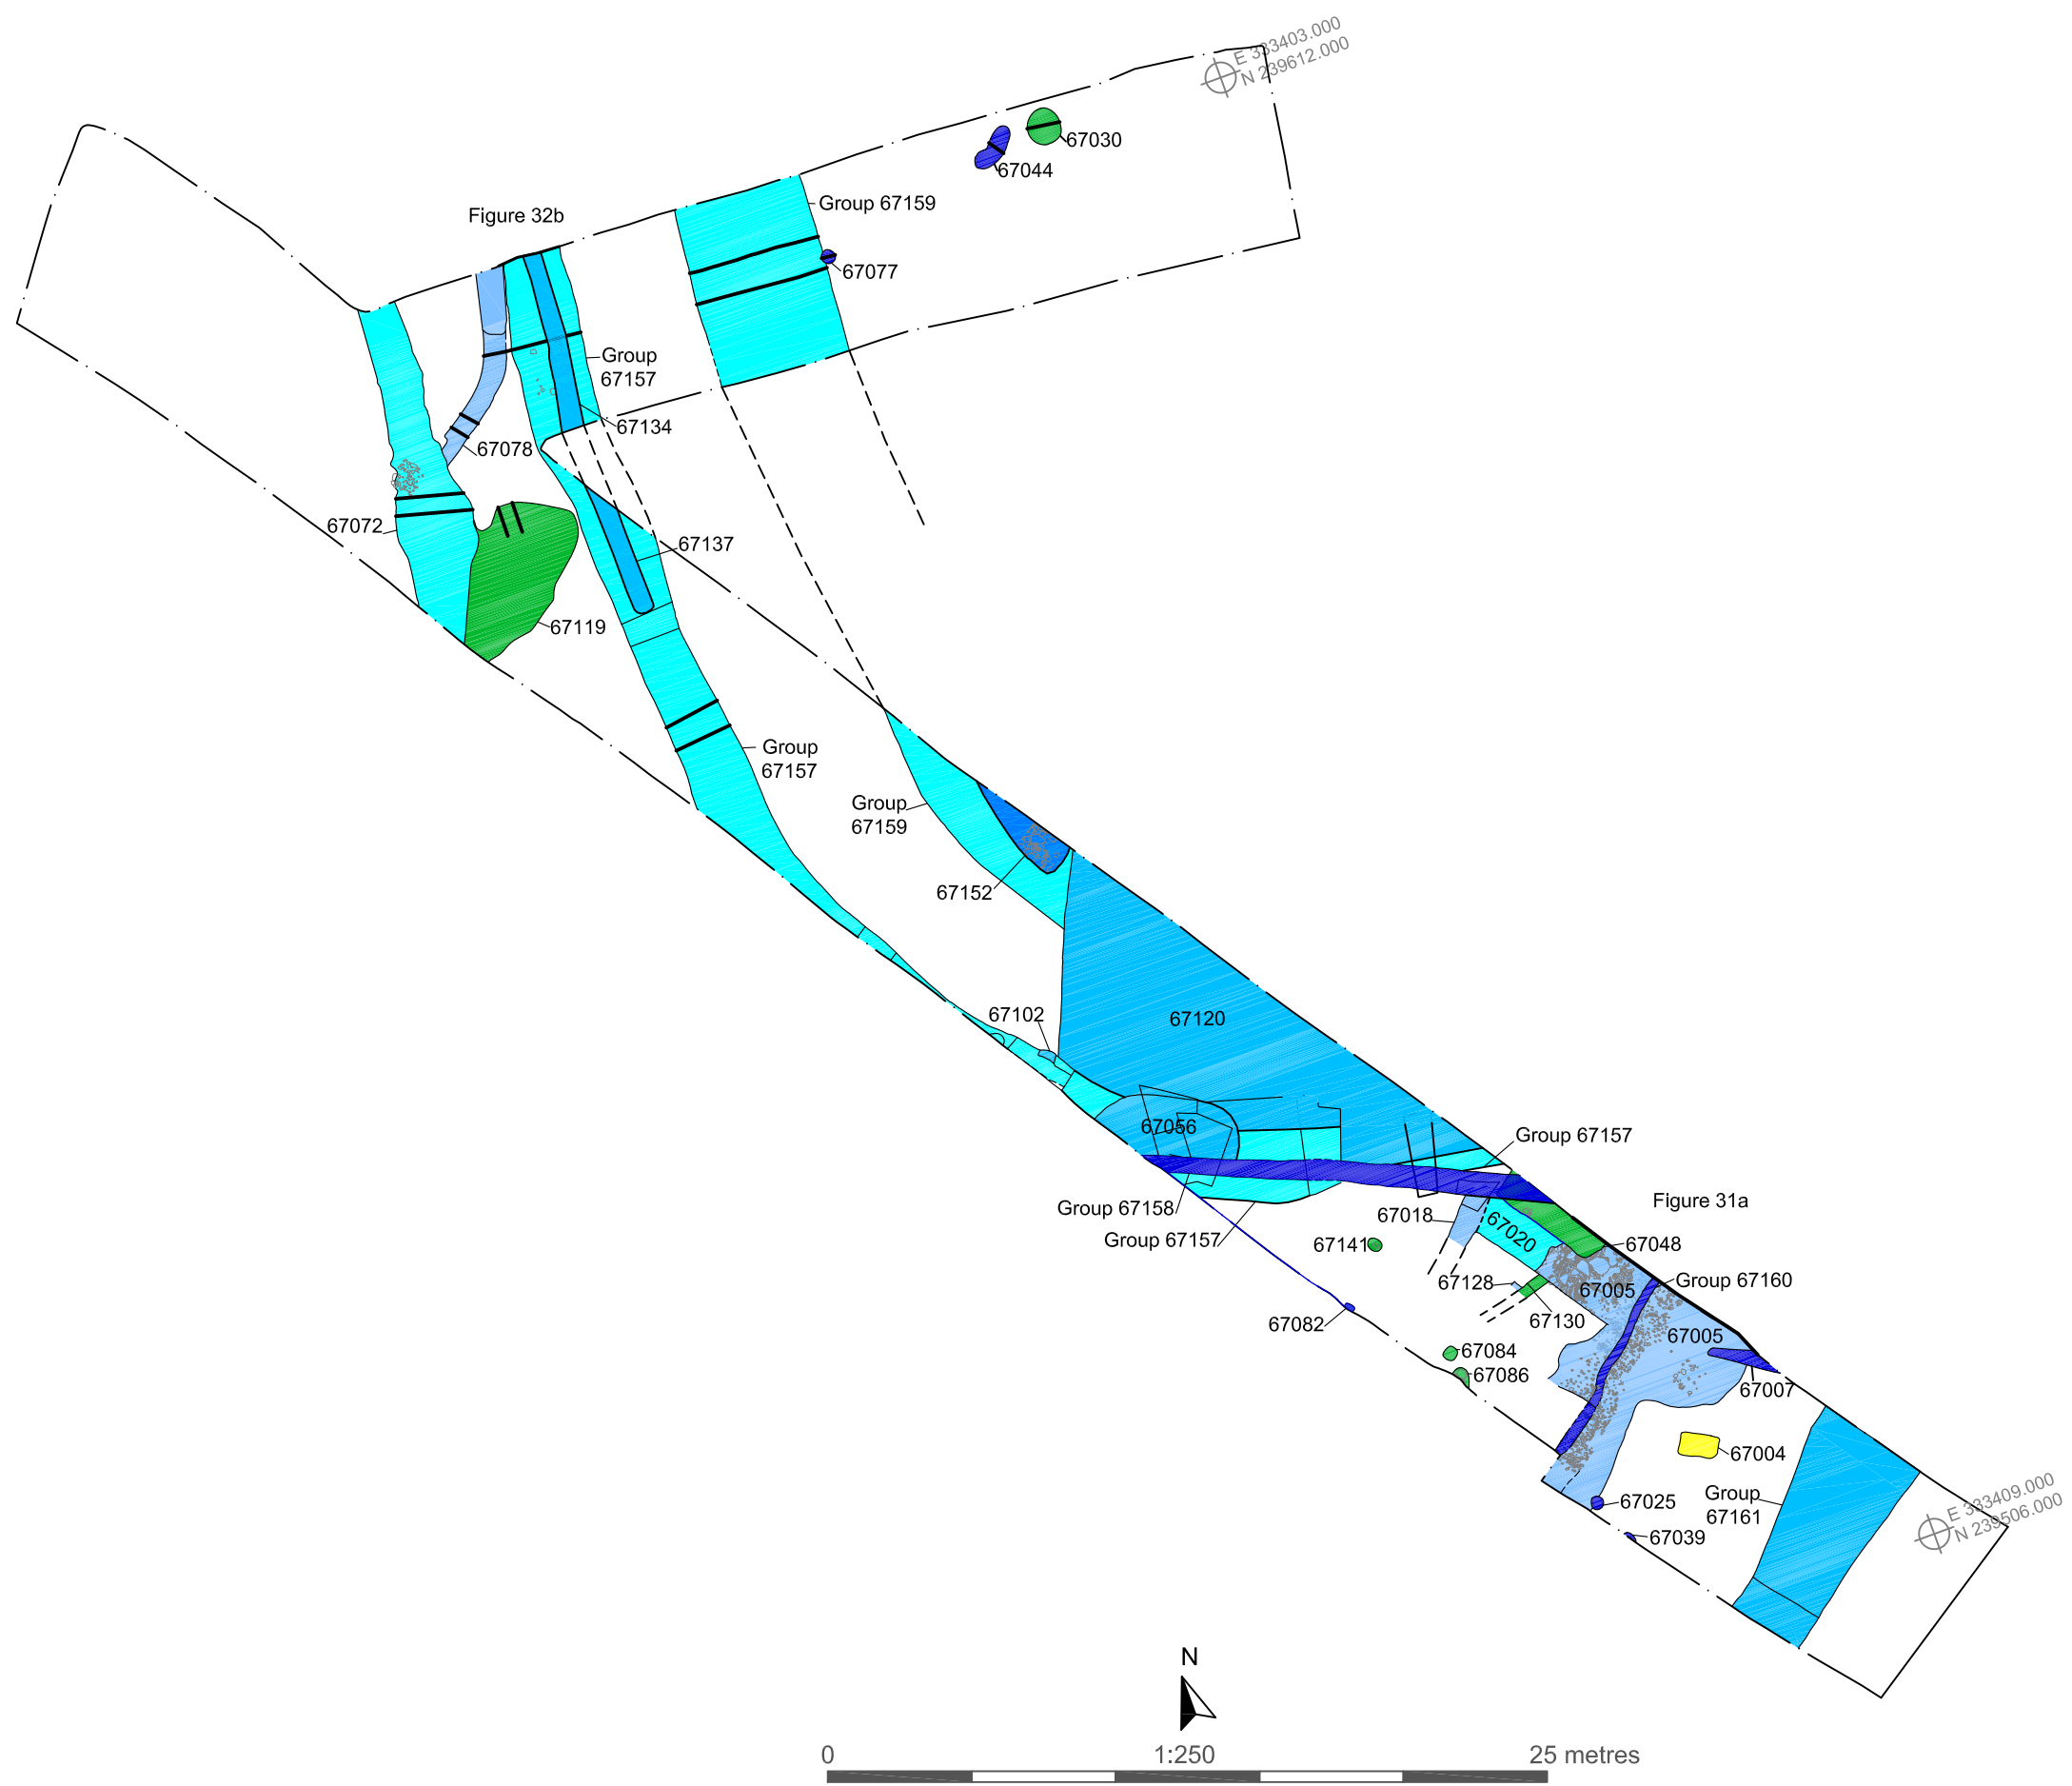 E 333403.000
N 239612.000
67030
67044
Group 67159
Figure 32b
67077
Group
67157
67134
67078
67072
67137
67119
Group
67157
Group
67159
67152
67102
67120
67056
Group 67157
Group 67158
67018
67020
Figure 31a
Group 67157
67141
67048
67128
67005
Group 67160
67130
67082
67005
67084
67086
67007
67004
67025
Group
67161
67039
E 333409.000
N 239506.000
N
0
1:250
25 metres